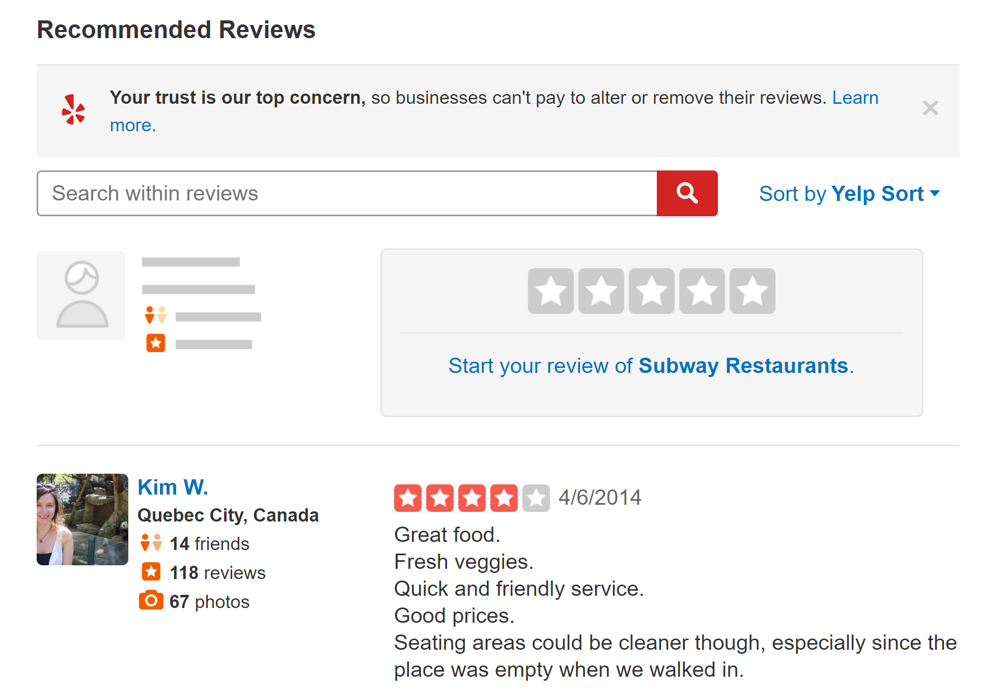 Recommended Reviews
Your trust is our top concern, so businesses can't pay to alter or remove their reviews. Learn
more.
Search within reviews
Sort by Yelp Sort
Start your review of Subway Restaurants.
Kim W.
Quebec City, Canada
14 friends
118 reviews
67 photos
4/6/2014
Great food.
Fresh veggies.
Quick and friendly service.
Good prices.
Seating areas could be cleaner though, especially since the
place was empty when we walked in.